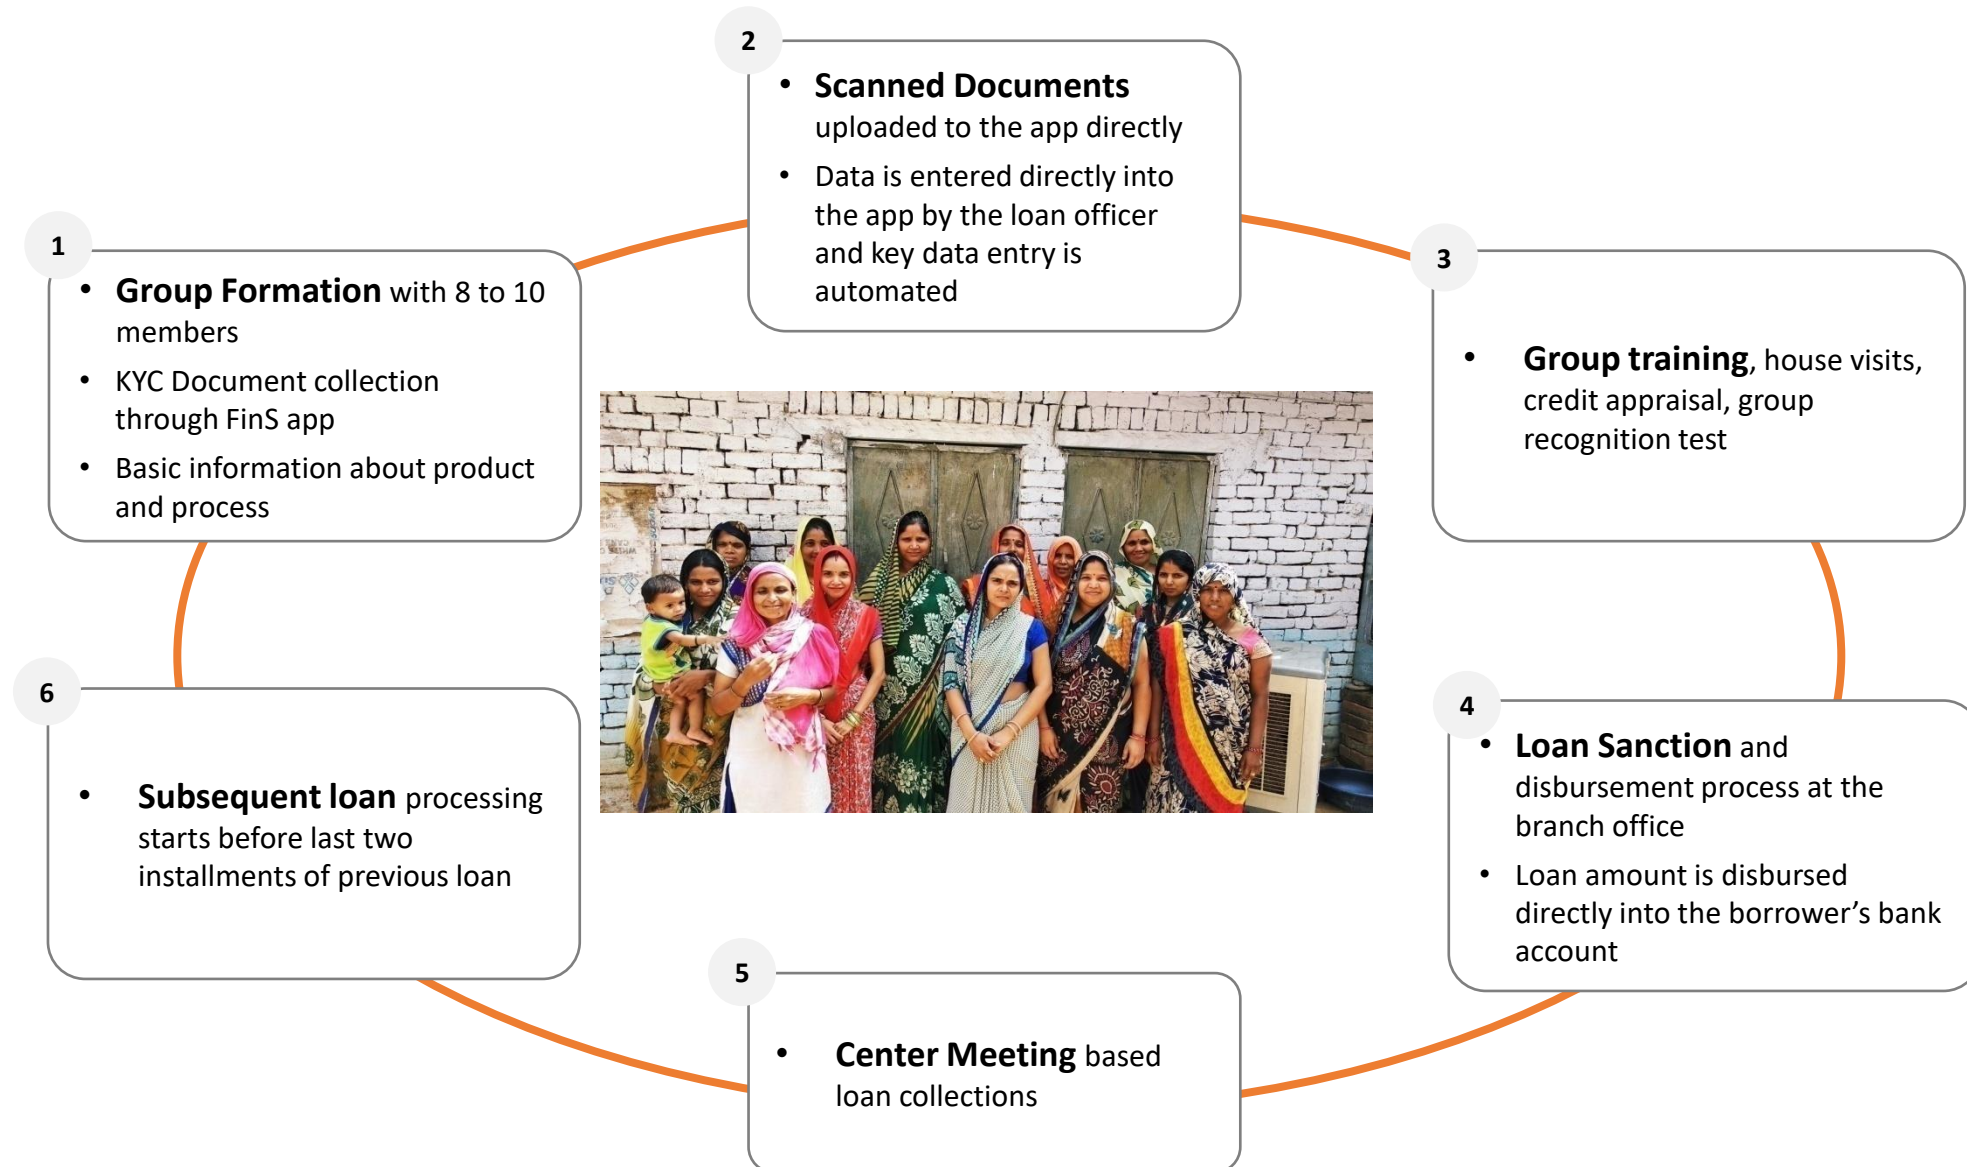 1
• Group Formation with 8 to 10
members
• KYC Document collection
through FinS app
• Basic information about product
and process
2
• Scanned Documents
uploaded to the app directly
• Data is entered directly into
the app by the loan officer
and key data entry is
automated
3
• Group training, house visits,
credit appraisal, group
recognition test
4
• Loan Sanction and
disbursement process at the
branch office
• Loan amount is disbursed
directly into the borrower’s bank
account
5
• Center Meeting based
loan collections
6
• Subsequent loan processing
starts before last two
installments of previous loan